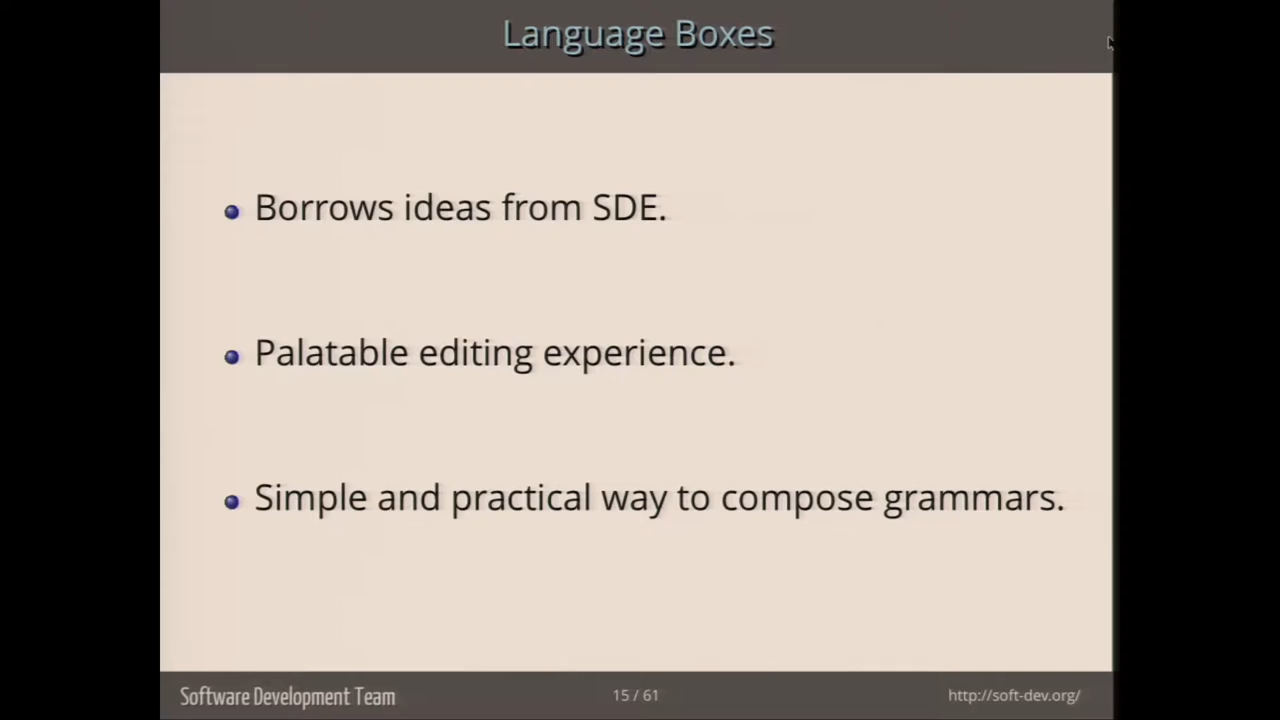 Language Boxes
Borrows ideas from SDE.
Palatable editing experience.
Simple and practical way to compose grammars.
Software Development Team
15 / 61
http://soft-dev.org/